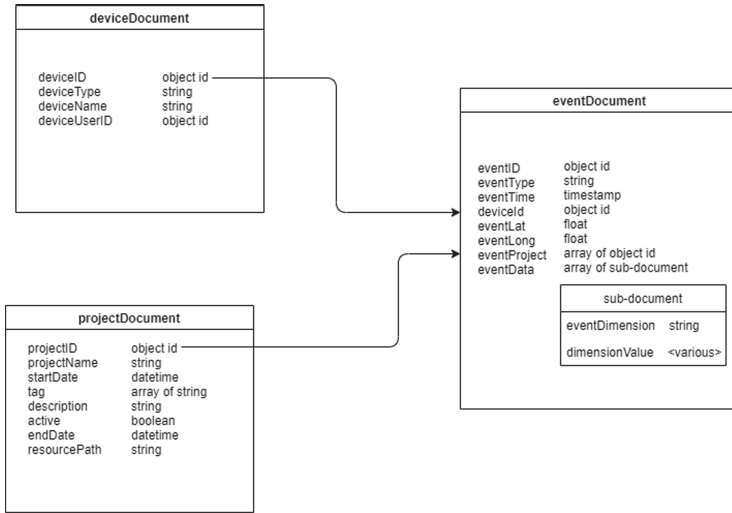 deviceDocument
deviceID object id
deviceType string
deviceName string
deviceUserID object id
eventDocument
eventID object id
eventType string
eventTime timestamp
deviceId object id
eventLat float
eventLong float
eventProject array of object id
eventData array of sub-document
sub-document
eventDimension string
dimensionValue <various>
projectDocument
projectID object id
projectName string
startDate datetime
tag array of string
description string
active boolean
endDate datetime
resourcePath string